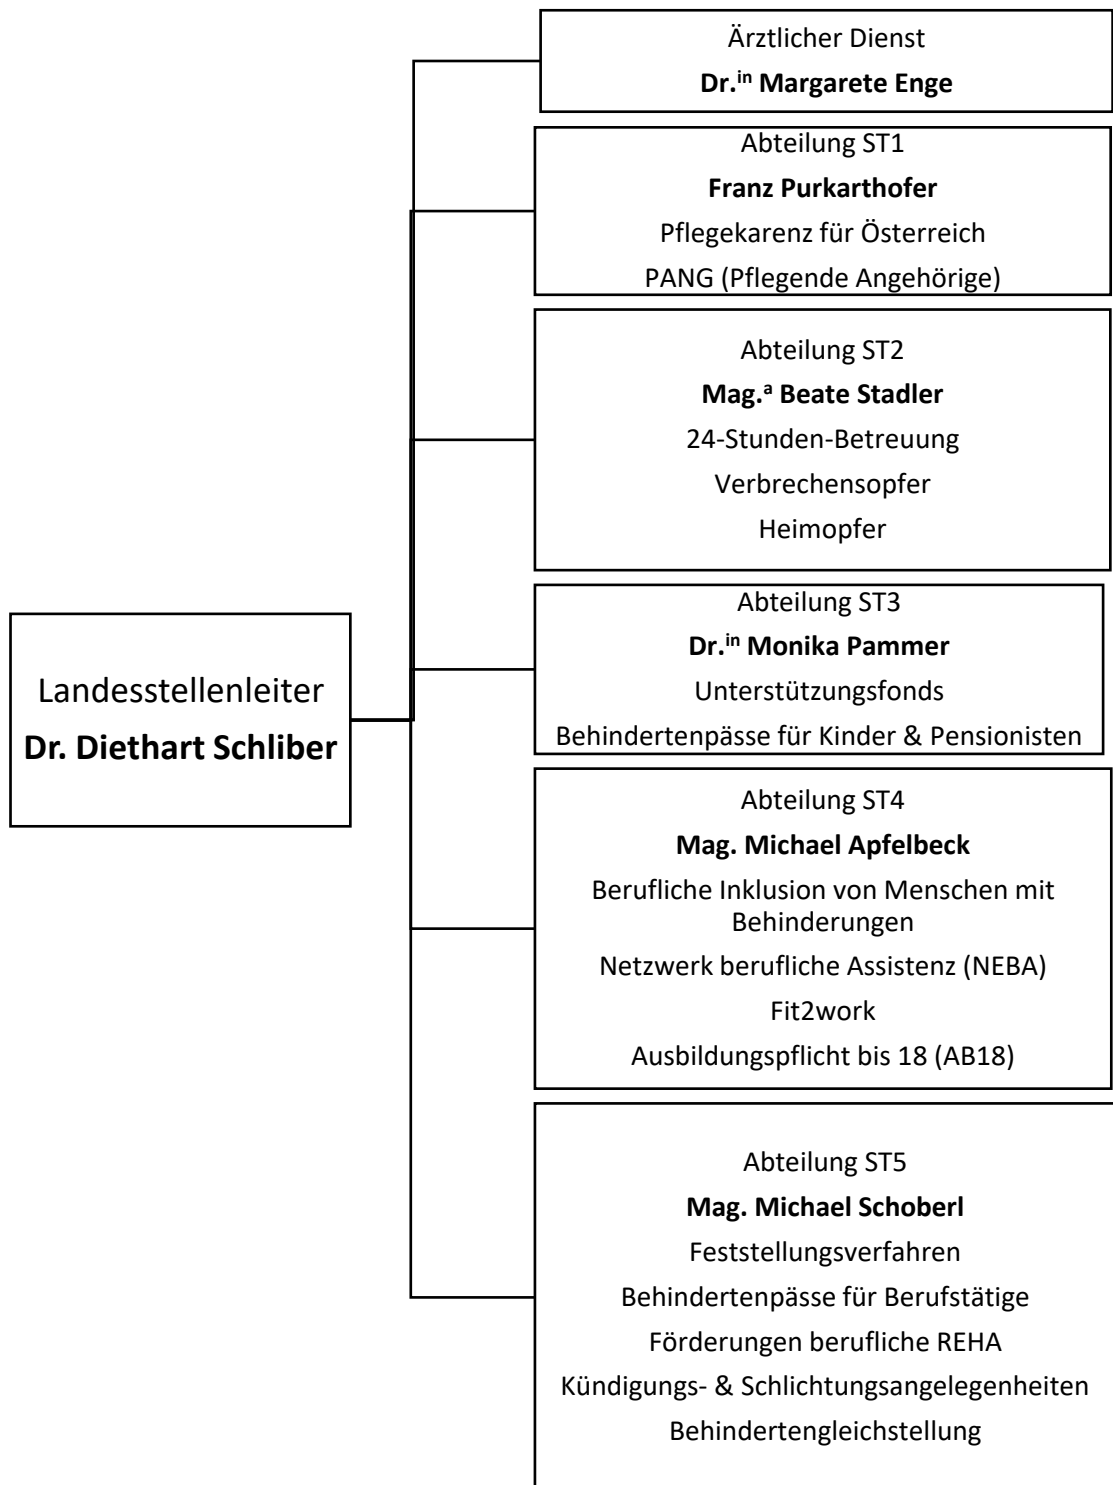 Ärztlicher Dienst
Dr.in Margarete Enge
Abteilung ST1
Franz Purkarthofer
Pflegekarenz für Österreich
PANG (Pflegende Angehörige)
Abteilung ST2
Mag.a Beate Stadler
24-Stunden-Betreuung
Verbrechensopfer
Heimopfer
Abteilung ST3
Dr.in Monika Pammer
Unterstützungsfonds
Behindertenpässe für Kinder & Pensionisten
Landesstellenleiter
Dr. Diethart Schliber
Abteilung ST4
Mag. Michael Apfelbeck
Berufliche Inklusion von Menschen mit
Behinderungen
Netzwerk berufliche Assistenz (NEBA)
Fit2work
Ausbildungspflicht bis 18 (AB18)
Abteilung ST5
Mag. Michael Schoberl
Feststellungsverfahren
Behindertenpässe für Berufstätige
Förderungen berufliche REHA
Kündigungs- & Schlichtungsangelegenheiten
Behindertengleichstellung